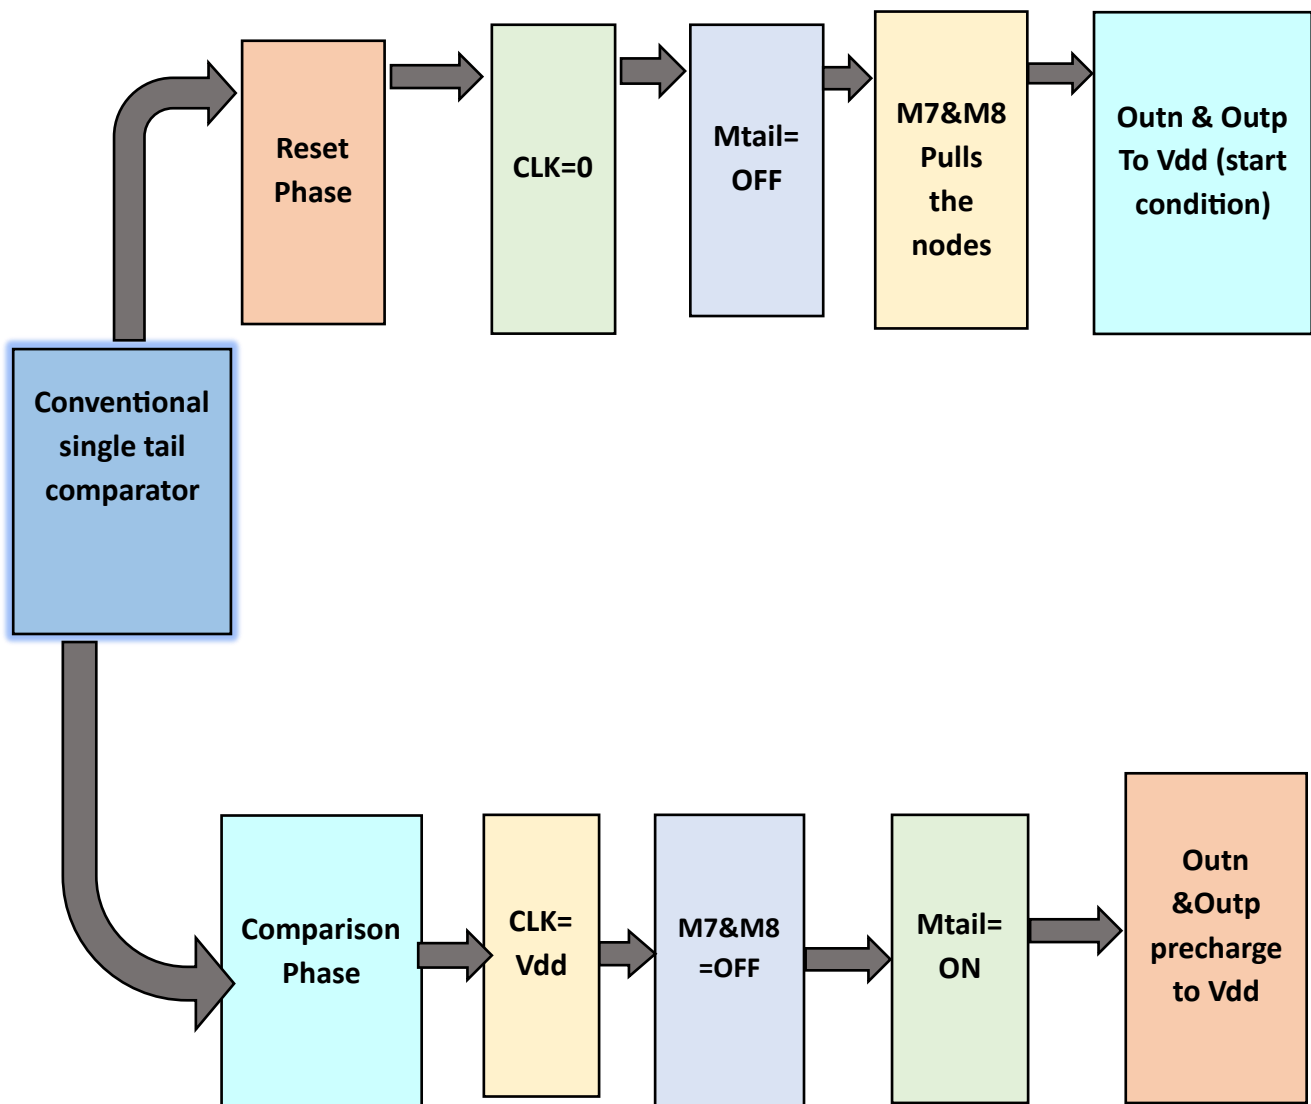 Reset
Phase
CLK=0
Mtail=
OFF
M7&M8
Pulls
the
nodes
Outn & Outp
To Vdd (start
condition)
Conventional
single tail
comparator
Comparison
Phase
CLK=
Vdd
M7&M8
=OFF
Mtail=
ON
Outn
&Outp
precharge
to Vdd